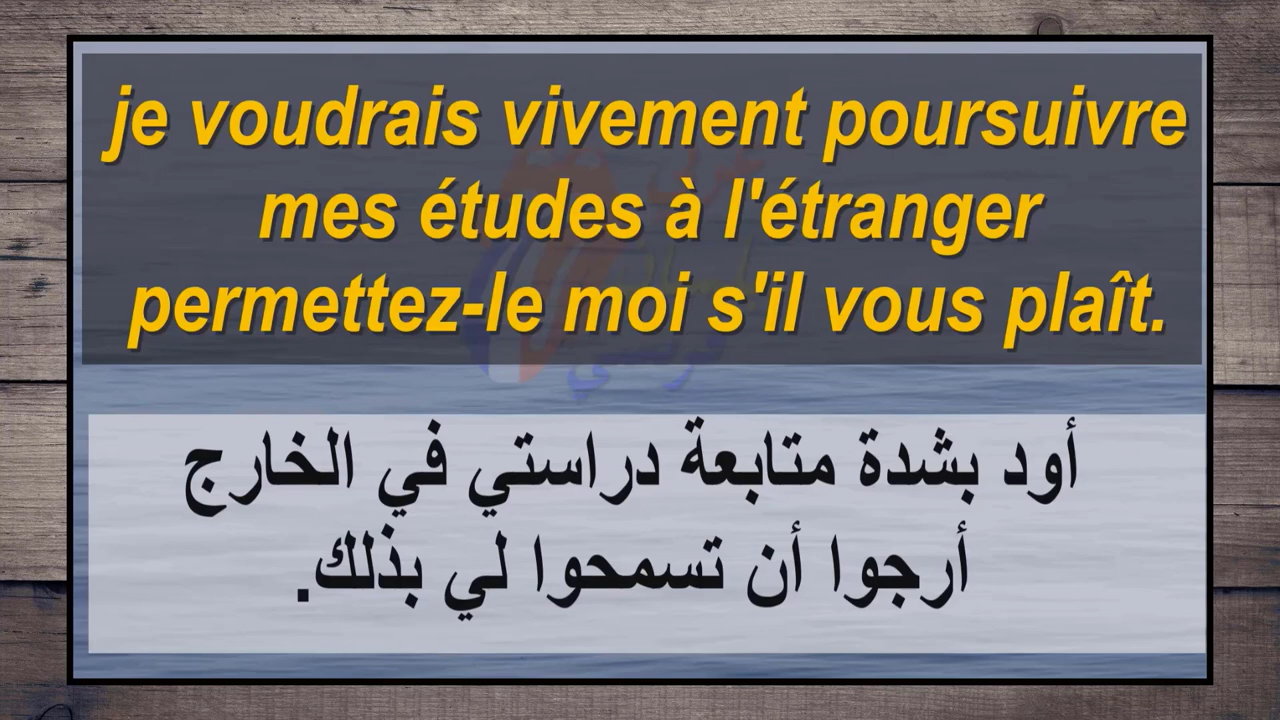 je voudrais vivement poursuivre
mes études à l'étranger
permettez-le moi s'il vous plaît.
أود بشدة متابعة دراستي في الخارج
أرجوا أن تسمحوا لي بذلك.